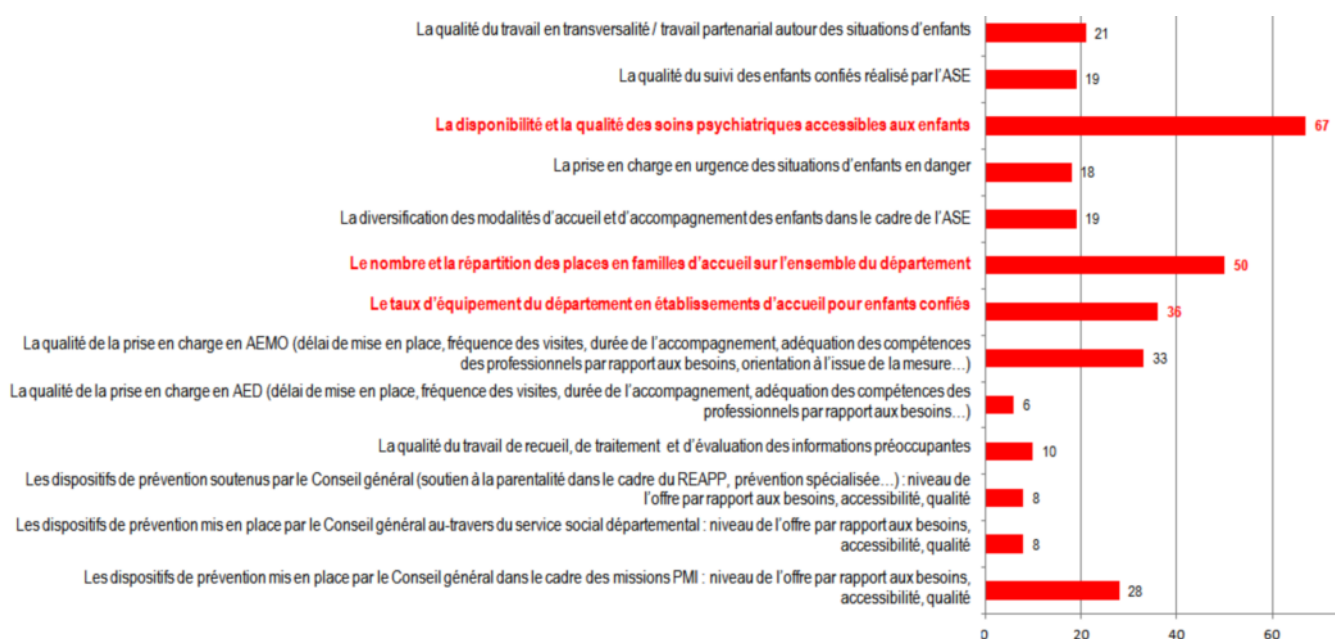 La qualité du travail en transversalité / travail partenarial autour des situations d'enfants
21
La qualité du suivi des enfants confiés réalisé par l'ASE
19
La disponibilité et la qualité des soins psychiatriques accessibles aux enfants
67
La prise en charge en urgence des situations d'enfants en danger
18
La diversification des modalités d'accueil et d'accompagnement des enfants dans le cadre de l'ASE
19
Le nombre et la répartition des places en familles d'accueil sur l'ensemble du département
50
Le taux d'équipement du département en établissements d'accueil pour enfants confiés
36
La qualité de la prise en charge en AEMO (délai de mise en place, fréquence des visites, durée de l'accompagnement, adéquation des compétences
des professionnels par rapport aux besoins, orientation à l'issue de la mesure…)
33
La qualité de la prise en charge en AED (délai de mise en place, fréquence des visites, durée de l'accompagnement, adéquation des compétences des
professionnels par rapport aux besoins…)
6
La qualité du travail de recueil, de traitement et d'évaluation des informations préoccupantes
10
Les dispositifs de prévention soutenus par le Conseil général (soutien à la parentalité dans le cadre du REAPP, prévention spécialisée…) : niveau de
l'offre par rapport aux besoins, accessibilité, qualité
8
Les dispositifs de prévention mis en place par le Conseil général au-travers du service social départemental : niveau de l'offre par rapport aux besoins,
accessibilité, qualité
8
Les dispositifs de prévention mis en place par le Conseil général dans le cadre des missions PMI : niveau de l'offre par rapport aux besoins,
accessibilité, qualité
28
0 20 40 60